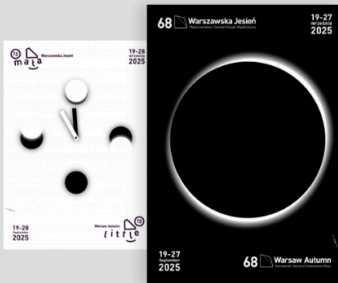 mała
Warszawska Jesień
19-28
września
2025
19-28
September
2025
Warsaw Autumn
little
68 Warszawska Jesień
19-27
września
2025
19-27
September
2025
68 Warsaw Autumn